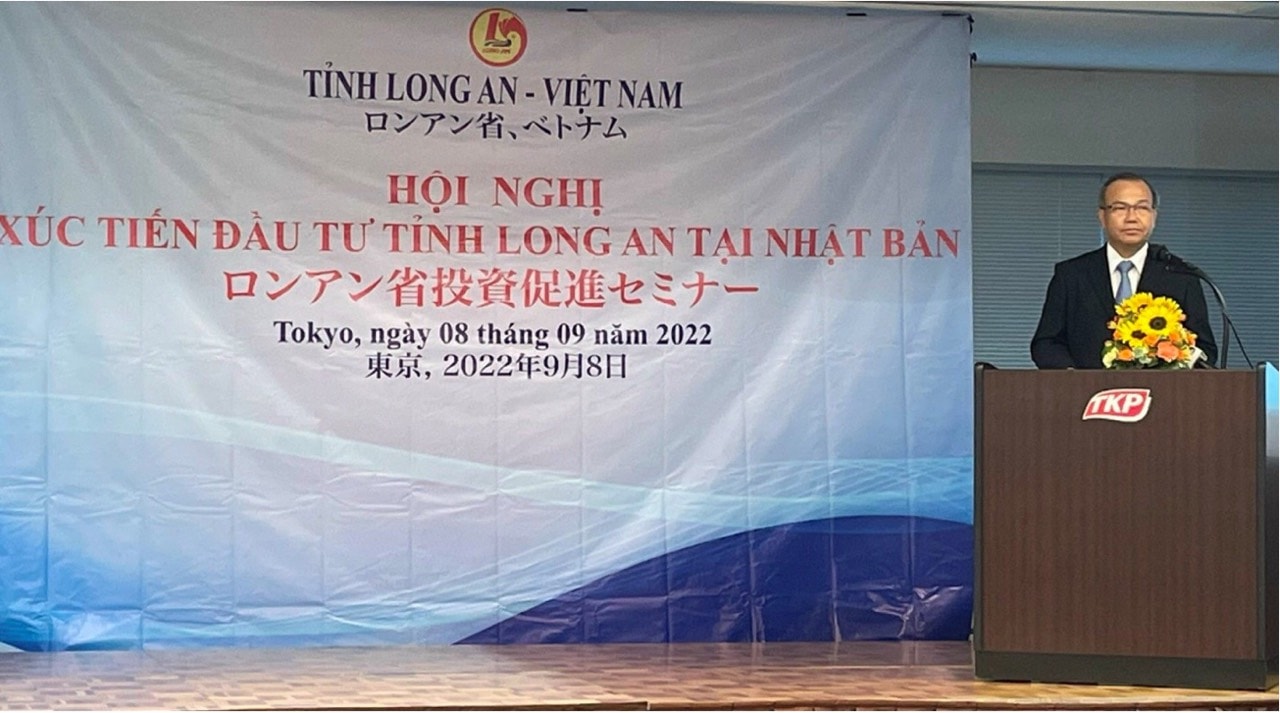 LONG AN
TỈNH LONG AN - VIỆT NAM
ロンアン省、ベトナム
HỘI NGHỊ
XÚC TIẾN ĐẦU TƯ TỈNH LONG AN TẠI NHẬT BẢN
ロンアン省投資促進セミナー
Tokyo, ngày 08 tháng 09 năm 2022
東京, 2022年9月8日
TKP